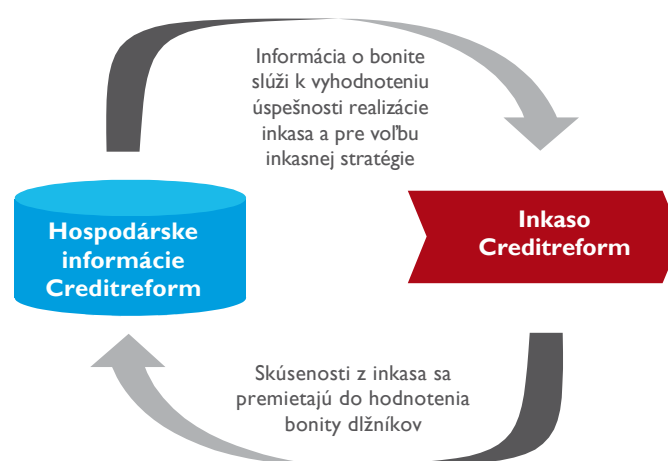 Informácia o bonite
slúži k vyhodnoteniu
úspešnosti realizácie
inkasa a pre voľbu
inkasnej stratégie
Hospodárske
informácie
Creditreform
Inkaso
Creditreform
Skúsenosti z inkasa sa
premietajú do hodnotenia
bonity dlžníkov